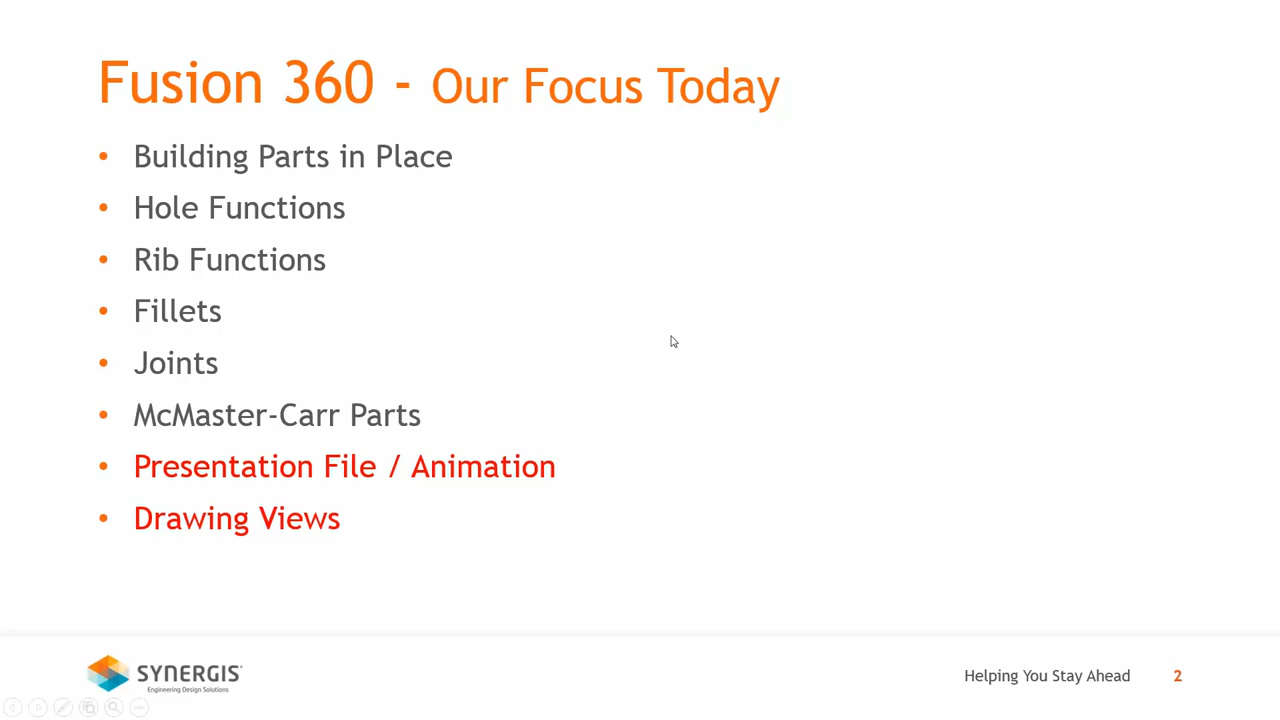 Fusion 360 - Our Focus Today
• Building Parts in Place
• Hole Functions
• Rib Functions
• Fillets
• Joints
• McMaster-Carr Parts
• Presentation File / Animation
• Drawing Views
SYNERGIS
Engineering Design Solutions
Helping You Stay Ahead 2